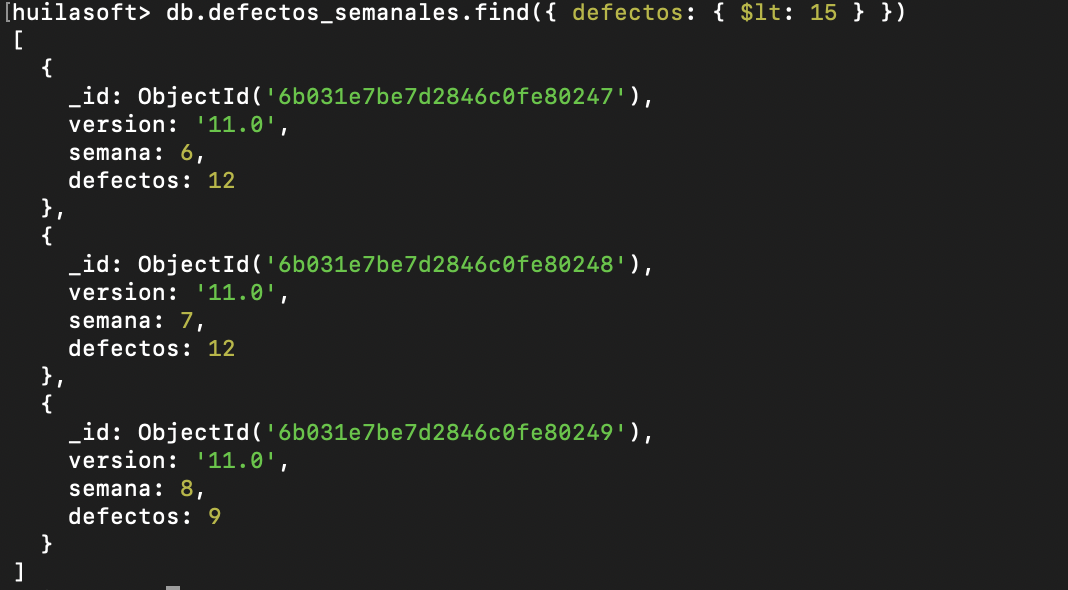 [huilasoft> db.defectos_semanales.find({ defectos: { $lt: 15 } })
[
  {
    _id: ObjectId('6b031e7be7d2846c0fe80247'),
    version: '11.0',
    semana: 6,
    defectos: 12
  },
  {
    _id: ObjectId('6b031e7be7d2846c0fe80248'),
    version: '11.0',
    semana: 7,
    defectos: 12
  },
  {
    _id: ObjectId('6b031e7be7d2846c0fe80249'),
    version: '11.0',
    semana: 8,
    defectos: 9
  }
]